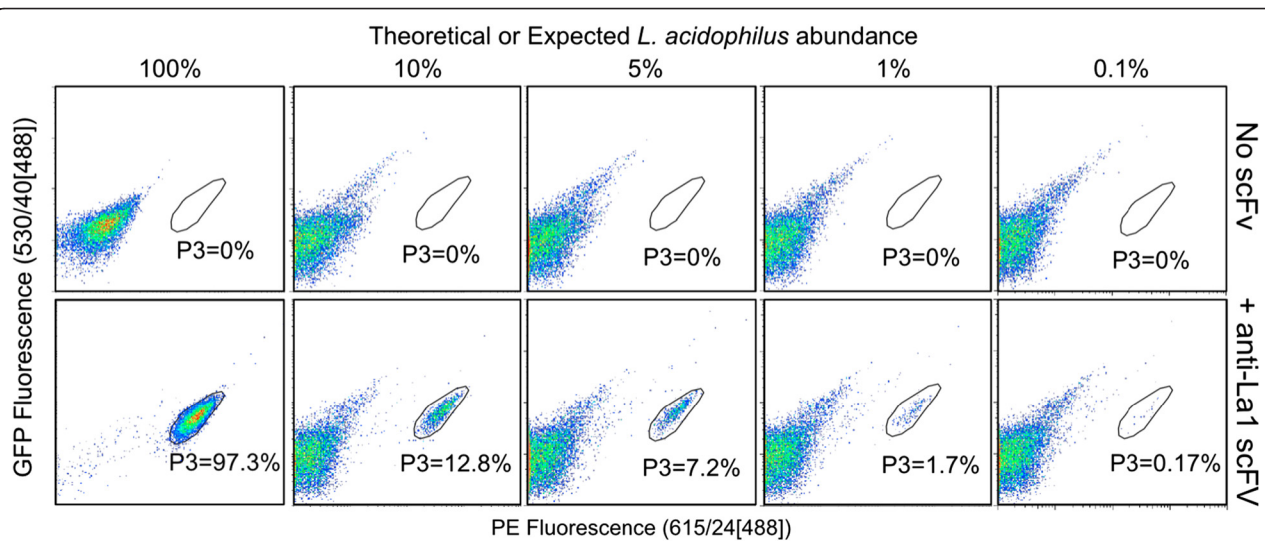 Theoretical or Expected L. acidophilus abundance
100% 10% 5% 1% 0.1%
GFP Fluorescence (530/40[488])
P3=0% P3=0% P3=0% P3=0% P3=0%
No scFv
P3=97.3% P3=12.8% P3=7.2% P3=1.7% P3=0.17%
+ anti-La1 scFV
PE Fluorescence (615/24[488])